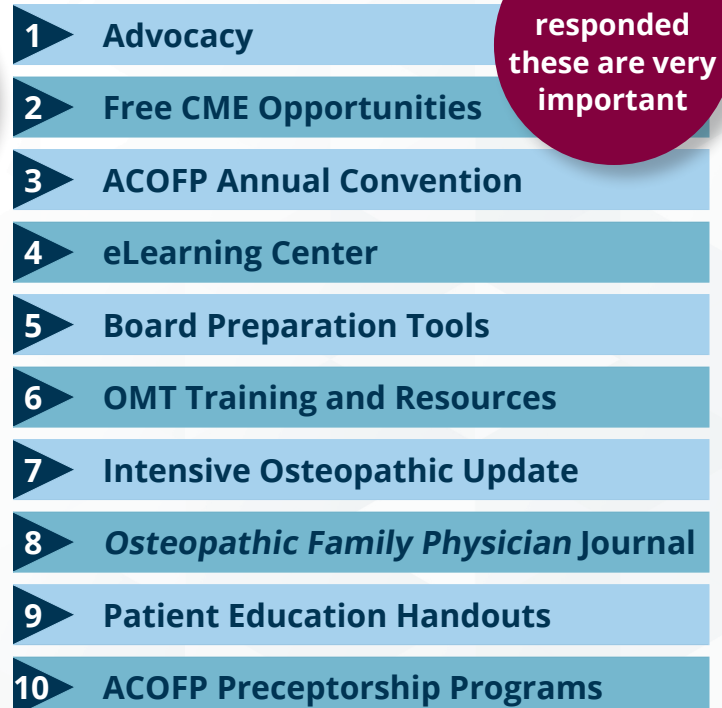 responded
these are very
important
1 Advocacy
2 Free CME Opportunities
3 ACOFP Annual Convention
4 eLearning Center
5 Board Preparation Tools
6 OMT Training and Resources
7 Intensive Osteopathic Update
8 Osteopathic Family Physician Journal
9 Patient Education Handouts
10 ACOFP Preceptorship Programs